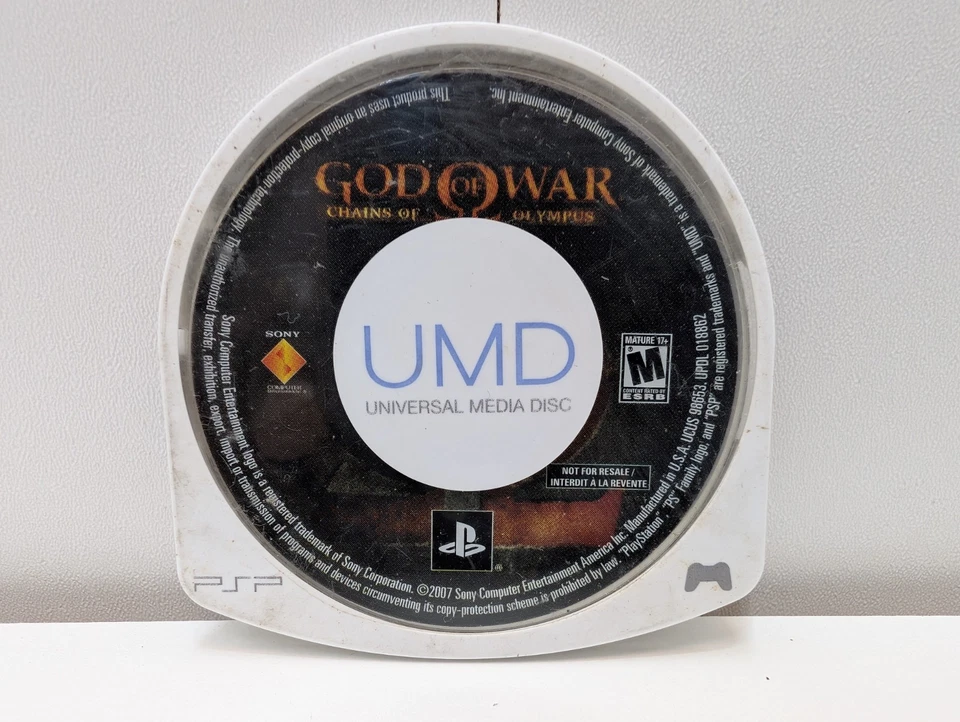 GOD OF WAR
CHAINS OF OLYMPUS
UMD
UNIVERSAL MEDIA DISC
SONY
COMPUTER
MATURE 17+
M
CONTENT RATED BY
ESRB
NOT FOR RESALE /
INTERDIT À LA REVENTE
®
PSP
This product uses an original copy-protection technology. The unauthorized transfer, exhibition, export, import or transmission of programs and devices circumventing its copy-protection scheme is prohibited by law. "PlayStation", "PS" Family logo, and "PSP" are registered trademarks and "UMD" is a trademark of Sony Computer Entertainment Inc.
Sony Computer Entertainment logo is a registered trademark of Sony Corporation. ©2007 Sony Computer Entertainment America Inc. Manufactured in U.S.A. UCUS 98653. UPDL 018862